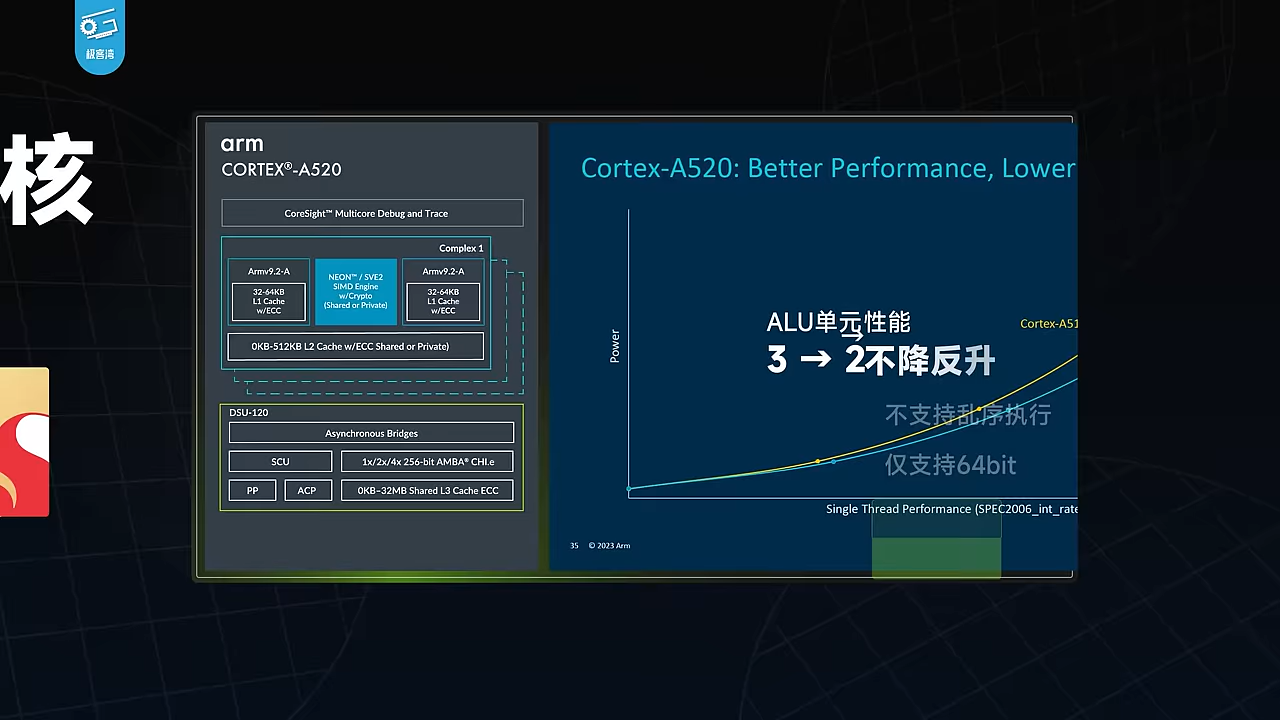 极客湾
核
arm
CORTEX®-A520
CoreSight™ Multicore Debug and Trace
Complex 1
Armv9.2-A
32-64KB
L1 Cache
w/ECC
NEON™ / SVE2
SIMD Engine
w/Crypto
(Shared or Private)
Armv9.2-A
32-64KB
L1 Cache
w/ECC
0KB-512KB L2 Cache w/ECC Shared or Private)
DSU-120
Asynchronous Bridges
SCU
1x/2x/4x 256-bit AMBA® CHI.e
PP
ACP
0KB-32MB Shared L3 Cache ECC
Cortex-A520: Better Performance, Lower
Power
Cortex-A51
ALU单元性能
3 → 2不降反升
不支持乱序执行
仅支持64bit
Single Thread Performance (SPEC2006_int_rate
35 © 2023 Arm